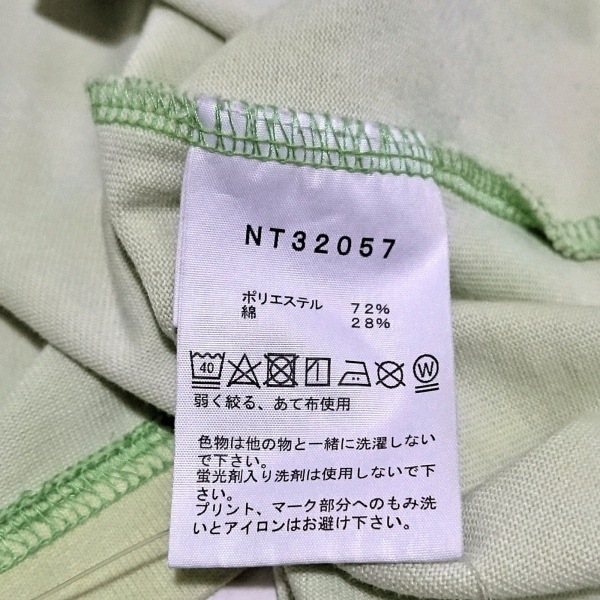 NT32057
ポリエステル 72%
綿 28%
40 W
弱く絞る、あて布使用
色物は他の物と一緒に洗濯しない
で下さい。
蛍光剤入り洗剤は使用しないで下
さい。
プリント、マーク部分へのもみ洗
いとアイロンはお避け下さい。